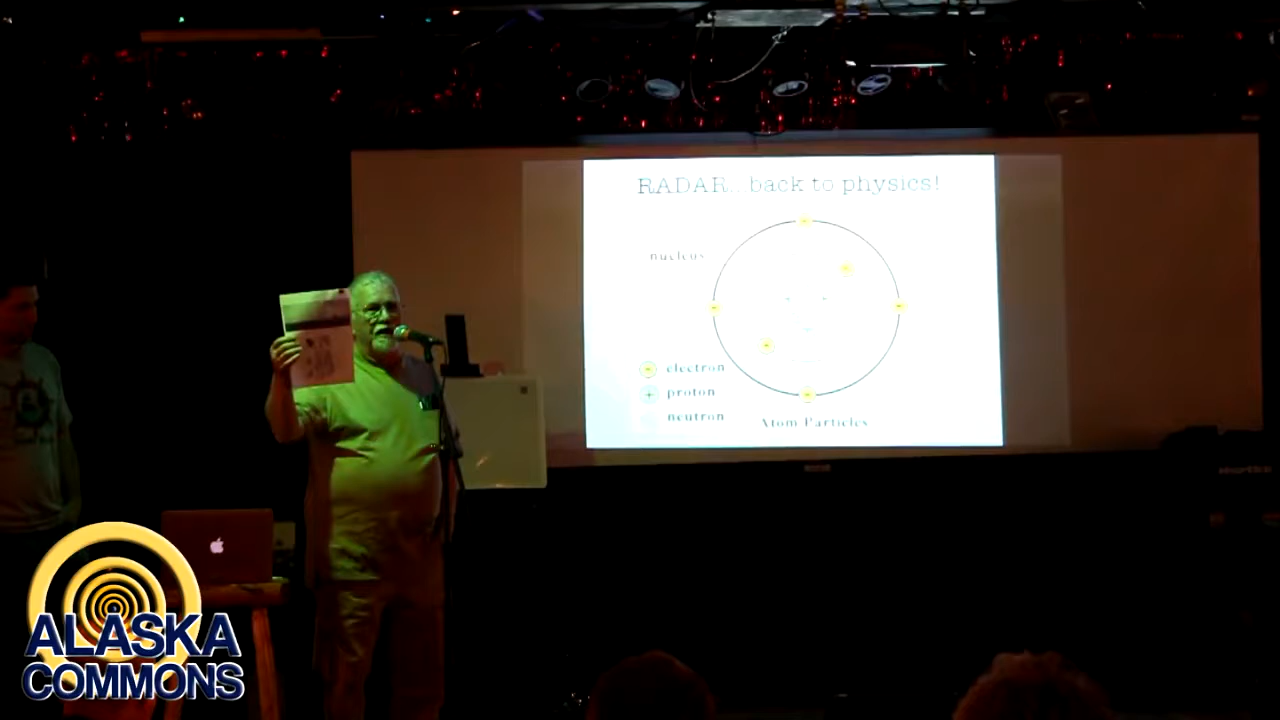 RADAR...back to physics!
nucleus
electron
proton
neutron
Atom Particles
ALASKA
COMMONS